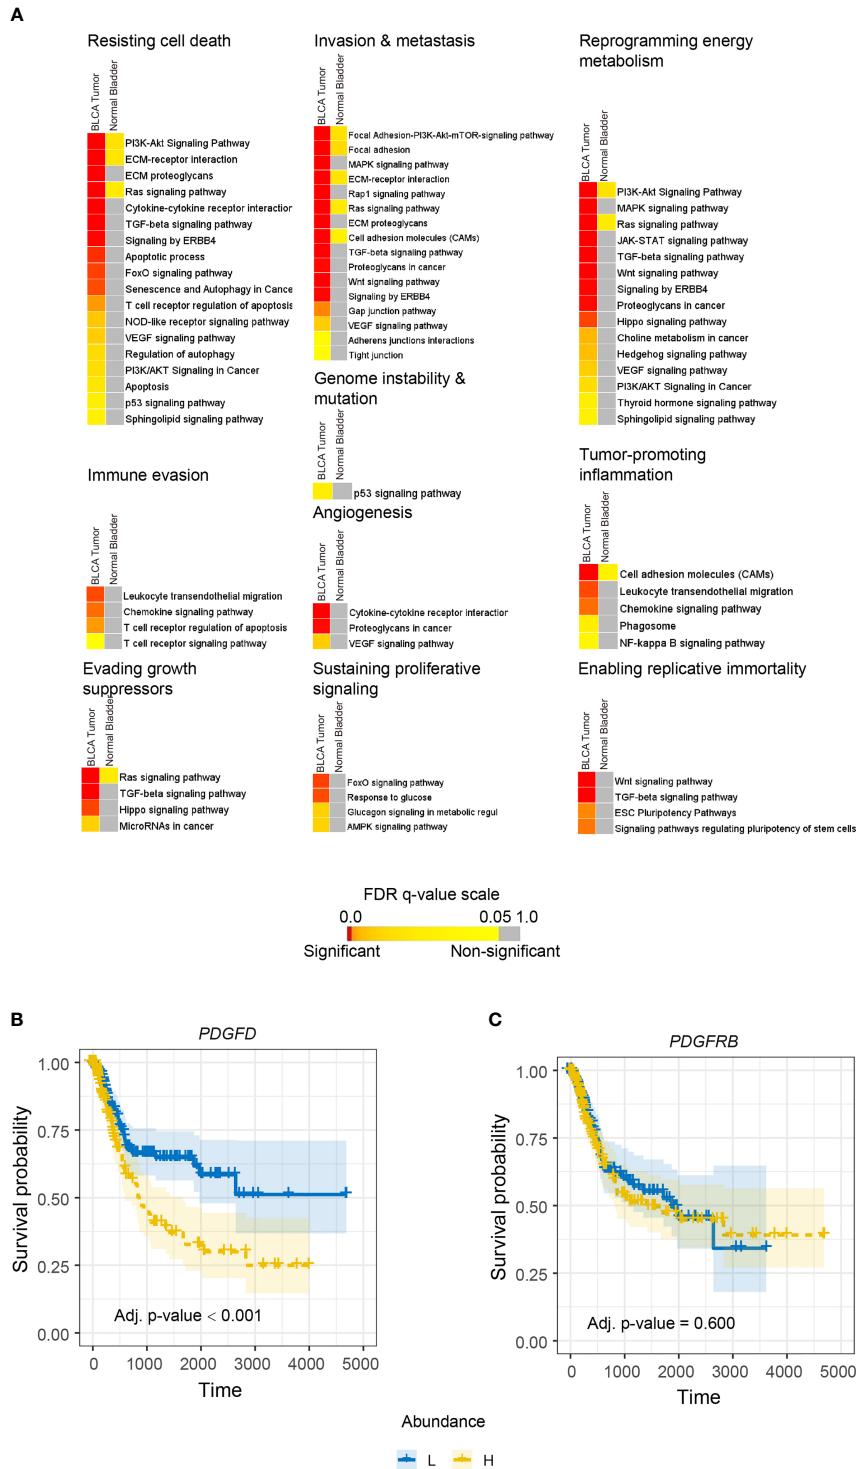 A
Resisting cell death
BLCA Tumor
Normal Bladder
PI3K-Akt Signaling Pathway
ECM-receptor interaction
ECM proteoglycans
Ras signaling pathway
Cytokine-cytokine receptor interaction
TGF-beta signaling pathway
Signaling by ERBB4
Apoptotic process
FoxO signaling pathway
Senescence and Autophagy in Cance
T cell receptor regulation of apoptosis
NOD-like receptor signaling pathway
VEGF signaling pathway
Regulation of autophagy
PI3K/AKT Signaling in Cancer
Apoptosis
p53 signaling pathway
Sphingolipid signaling pathway
Invasion & metastasis
BLCA Tumor
Normal Bladder
Focal Adhesion-PI3K-Akt-mTOR-signaling pathway
Focal adhesion
MAPK signaling pathway
ECM-receptor interaction
Rap1 signaling pathway
Ras signaling pathway
ECM proteoglycans
Cell adhesion molecules (CAMs)
TGF-beta signaling pathway
Proteoglycans in cancer
Wnt signaling pathway
Signaling by ERBB4
Gap junction pathway
VEGF signaling pathway
Adherens junctions interactions
Tight junction
Reprogramming energy
metabolism
BLCA Tumor
Normal Bladder
PI3K-Akt Signaling Pathway
MAPK signaling pathway
Ras signaling pathway
JAK-STAT signaling pathway
TGF-beta signaling pathway
Wnt signaling pathway
Signaling by ERBB4
Proteoglycans in cancer
Hippo signaling pathway
Choline metabolism in cancer
Hedgehog signaling pathway
VEGF signaling pathway
PI3K/AKT Signaling in Cancer
Thyroid hormone signaling pathway
Sphingolipid signaling pathway
Genome instability &
mutation
BLCA Tumor
Normal Bladder
p53 signaling pathway
Immune evasion
BLCA Tumor
Normal Bladder
Leukocyte transendothelial migration
Chemokine signaling pathway
T cell receptor regulation of apoptosis
T cell receptor signaling pathway
Angiogenesis
BLCA Tumor
Normal Bladder
Cytokine-cytokine receptor interaction
Proteoglycans in cancer
VEGF signaling pathway
Tumor-promoting
inflammation
BLCA Tumor
Normal Bladder
Cell adhesion molecules (CAMs)
Leukocyte transendothelial migration
Chemokine signaling pathway
Phagosome
NF-kappa B signaling pathway
Evading growth
suppressors
BLCA Tumor
Normal Bladder
Ras signaling pathway
TGF-beta signaling pathway
Hippo signaling pathway
MicroRNAs in cancer
Sustaining proliferative
signaling
BLCA Tumor
Normal Bladder
FoxO signaling pathway
Response to glucose
Glucagon signaling in metabolic regul
AMPK signaling pathway
Enabling replicative immortality
BLCA Tumor
Normal Bladder
Wnt signaling pathway
TGF-beta signaling pathway
ESC Pluripotency Pathways
Signaling pathways regulating pluripotency of stem cells
FDR q-value scale
0.0 0.05 1.0
Significant Non-significant
B
PDGFD
Survival probability
1.00
0.75
0.50
0.25
0.00
Adj. p-value < 0.001
0 1000 2000 3000 4000 5000
Time
C
PDGFRB
Survival probability
1.00
0.75
0.50
0.25
0.00
Adj. p-value = 0.600
0 1000 2000 3000 4000 5000
Time
Abundance
L H